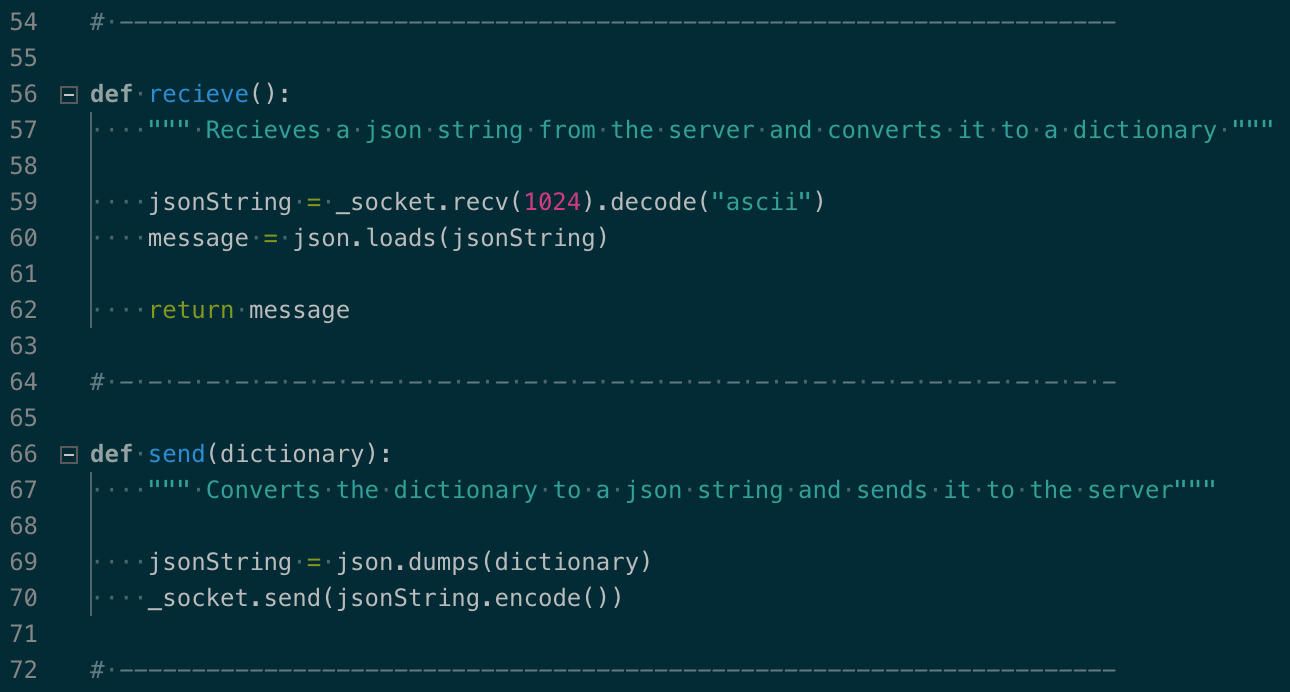 54 # ---------------------------------------------------------------------
55
56 def recieve():
57     """ Recieves a json string from the server and converts it to a dictionary """
58
59     jsonString = _socket.recv(1024).decode("ascii")
60     message = json.loads(jsonString)
61
62     return message
63
64 # - - - - - - - - - - - - - - - - - - - - - - - - - - - - - - - - - - -
65
66 def send(dictionary):
67     """ Converts the dictionary to a json string and sends it to the server"""
68
69     jsonString = json.dumps(dictionary)
70     _socket.send(jsonString.encode())
71
72 # ---------------------------------------------------------------------